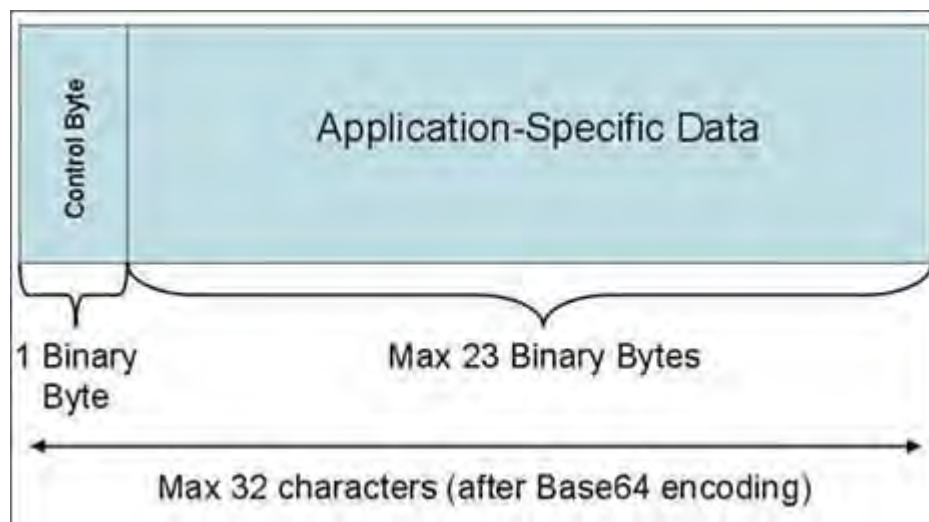 Control Byte
Application-Specific Data
1 Binary
Byte
Max 23 Binary Bytes
Max 32 characters (after Base64 encoding)